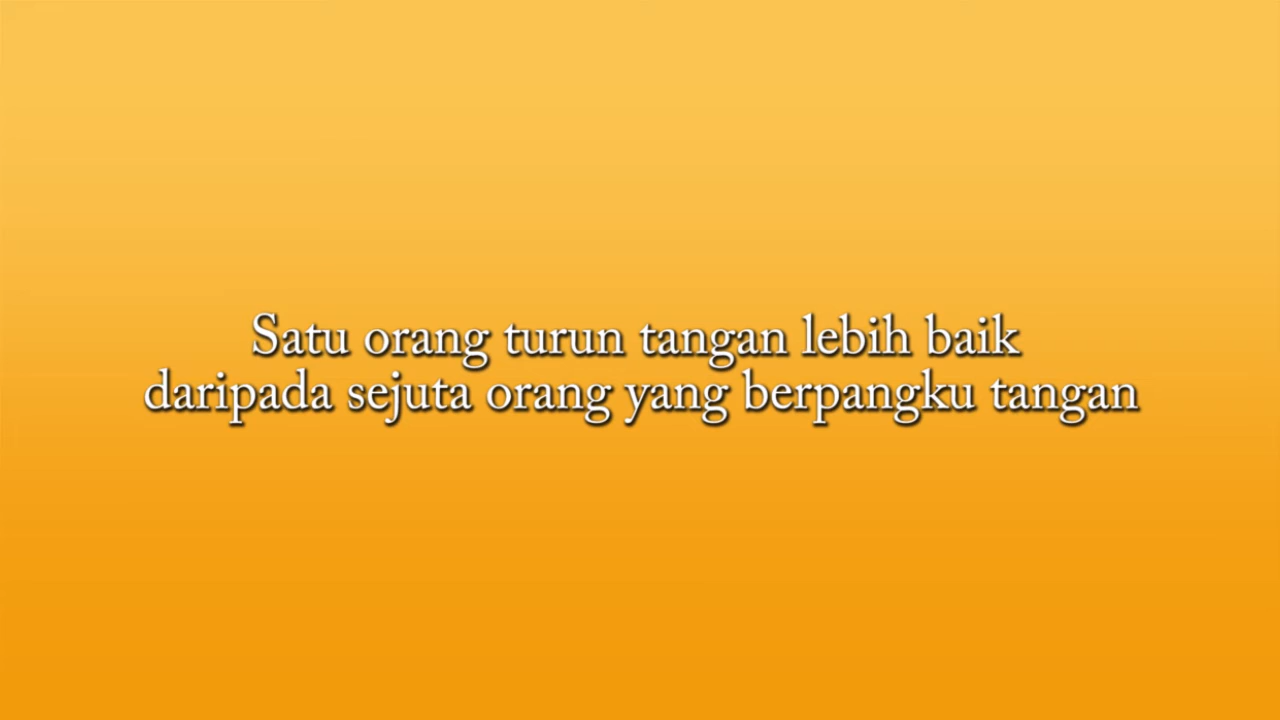 Satu orang turun tangan lebih baik
daripada sejuta orang yang berpangku tangan